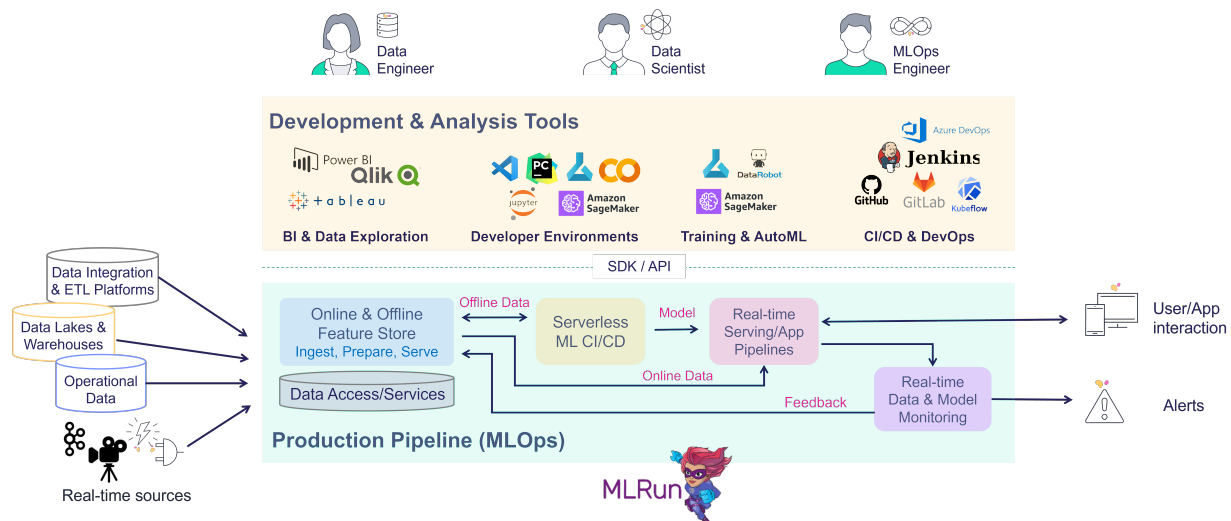 Data
Engineer
Data
Scientist
MLOps
Engineer
Development & Analysis Tools
Power BI
Qlik
+ableau
PC
jupyter
Amazon
SageMaker
DataRobot
Amazon
SageMaker
Azure DevOps
Jenkins
GitHub
GitLab
Kubeflow
BI & Data Exploration
Developer Environments
Training & AutoML
CI/CD & DevOps
SDK / API
Data Integration
& ETL Platforms
Data Lakes &
Warehouses
Operational
Data
Real-time sources
Online & Offline
Feature Store
Ingest, Prepare, Serve
Data Access/Services
Offline Data
Serverless
ML CI/CD
Model
Real-time
Serving/App
Pipelines
Online Data
Feedback
Real-time
Data & Model
Monitoring
Production Pipeline (MLOps)
User/App
interaction
Alerts
MLRun